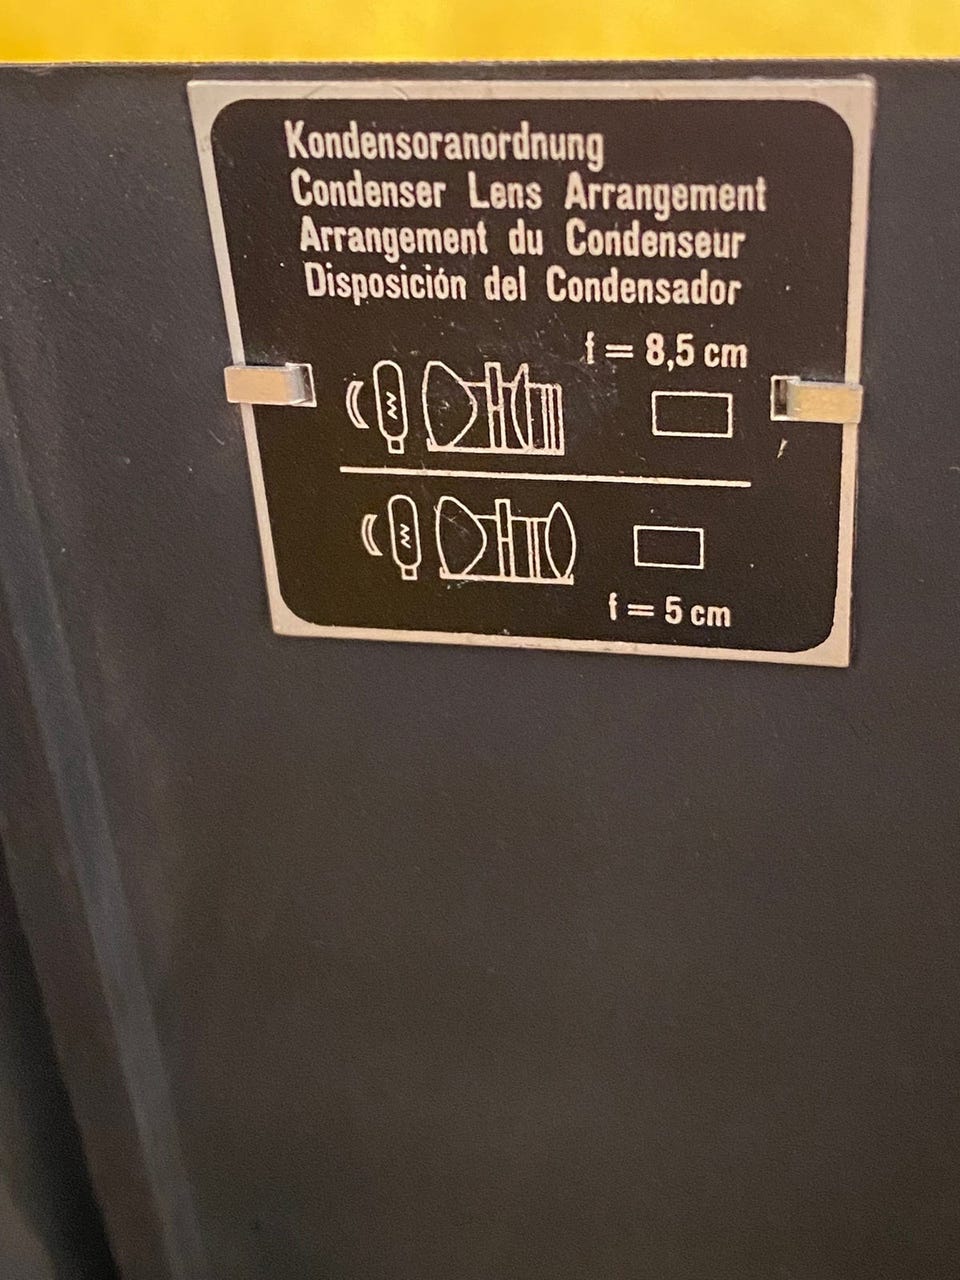 Kondensoranordnung
Condenser Lens Arrangement
Arrangement du Condenseur
Disposición del Condensador
f = 8,5 cm
f = 5 cm